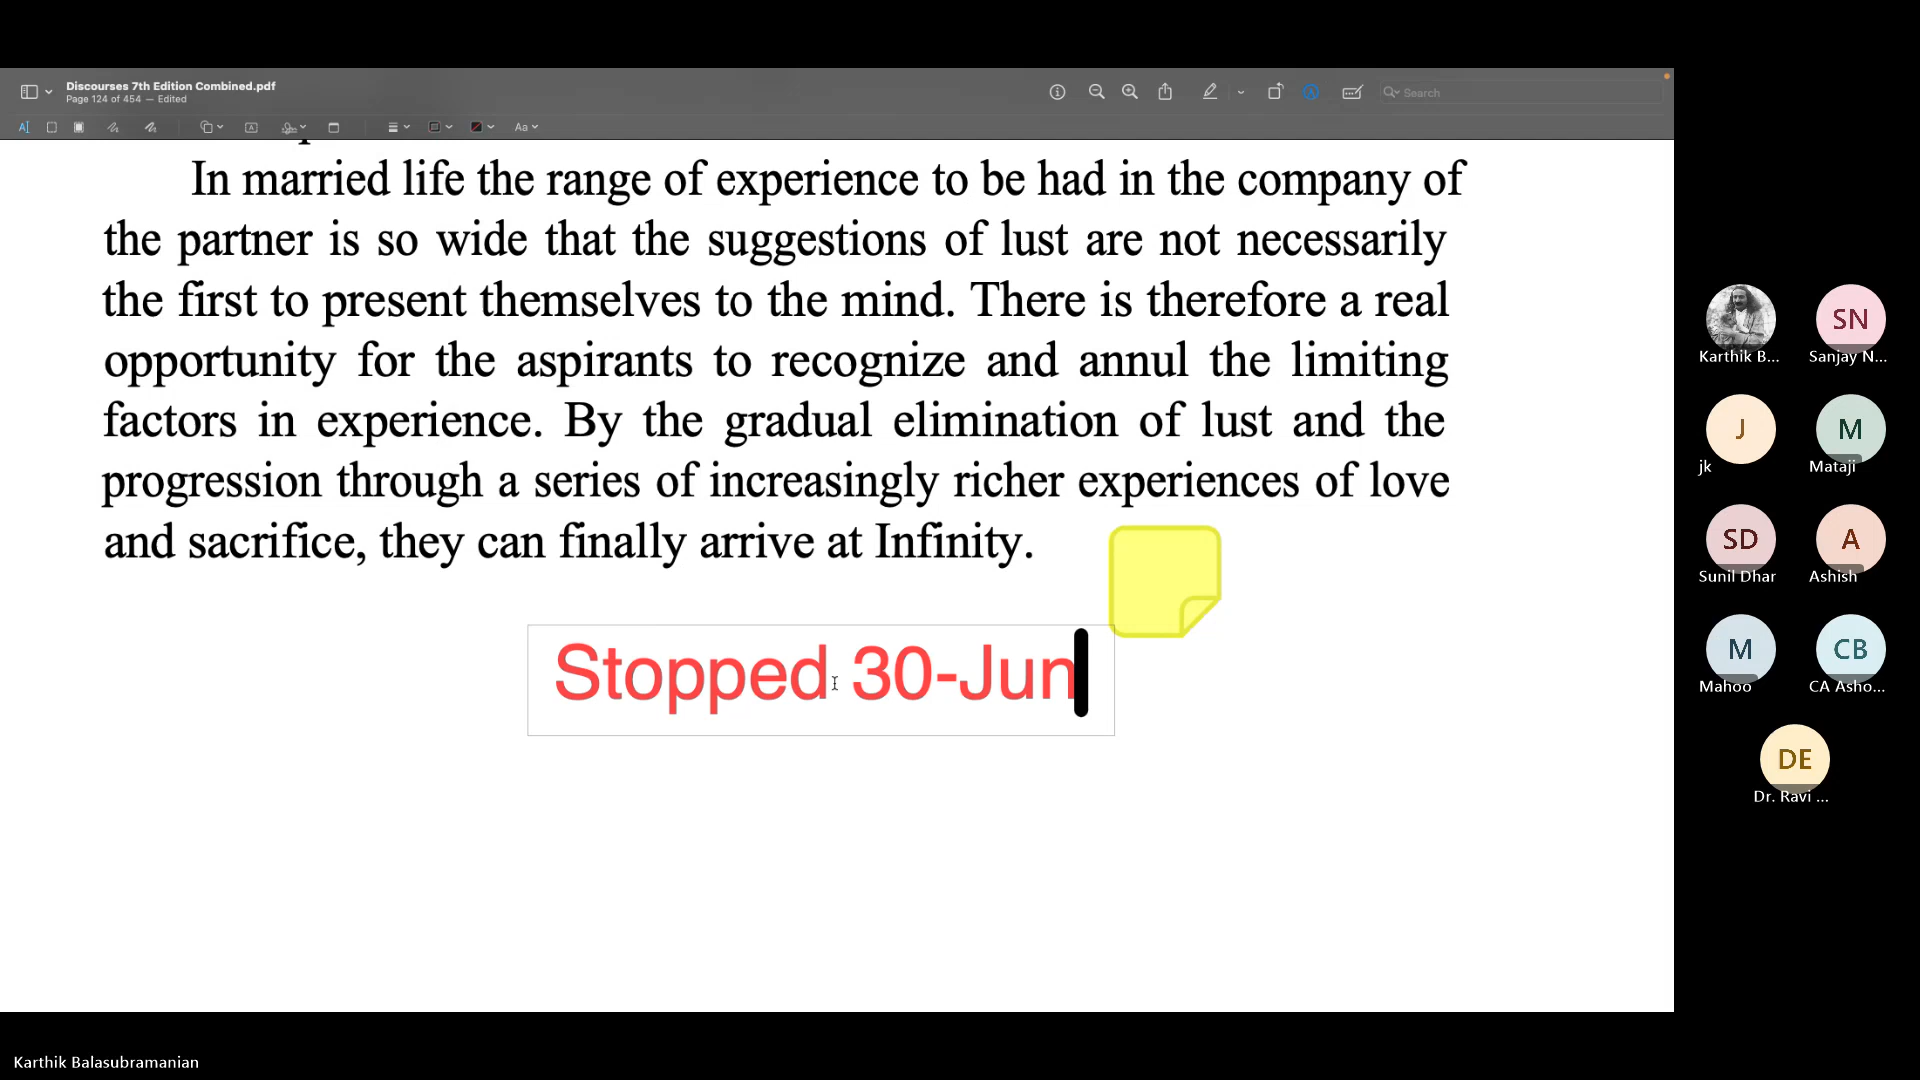 Discourses 7th Edition Combined.pdf
Page 124 of 454 — Edited
Search
Aa
In married life the range of experience to be had in the company of
the partner is so wide that the suggestions of lust are not necessarily
the first to present themselves to the mind. There is therefore a real
opportunity for the aspirants to recognize and annul the limiting
factors in experience. By the gradual elimination of lust and the
progression through a series of increasingly richer experiences of love
and sacrifice, they can finally arrive at Infinity.
Stopped 30-Jun
Karthik B...
SN
Sanjay N...
J
jk
M
Mataji
SD
Sunil Dhar
A
Ashish
M
Mahoo
CB
CA Asho...
DE
Dr. Ravi ...
Karthik Balasubramanian